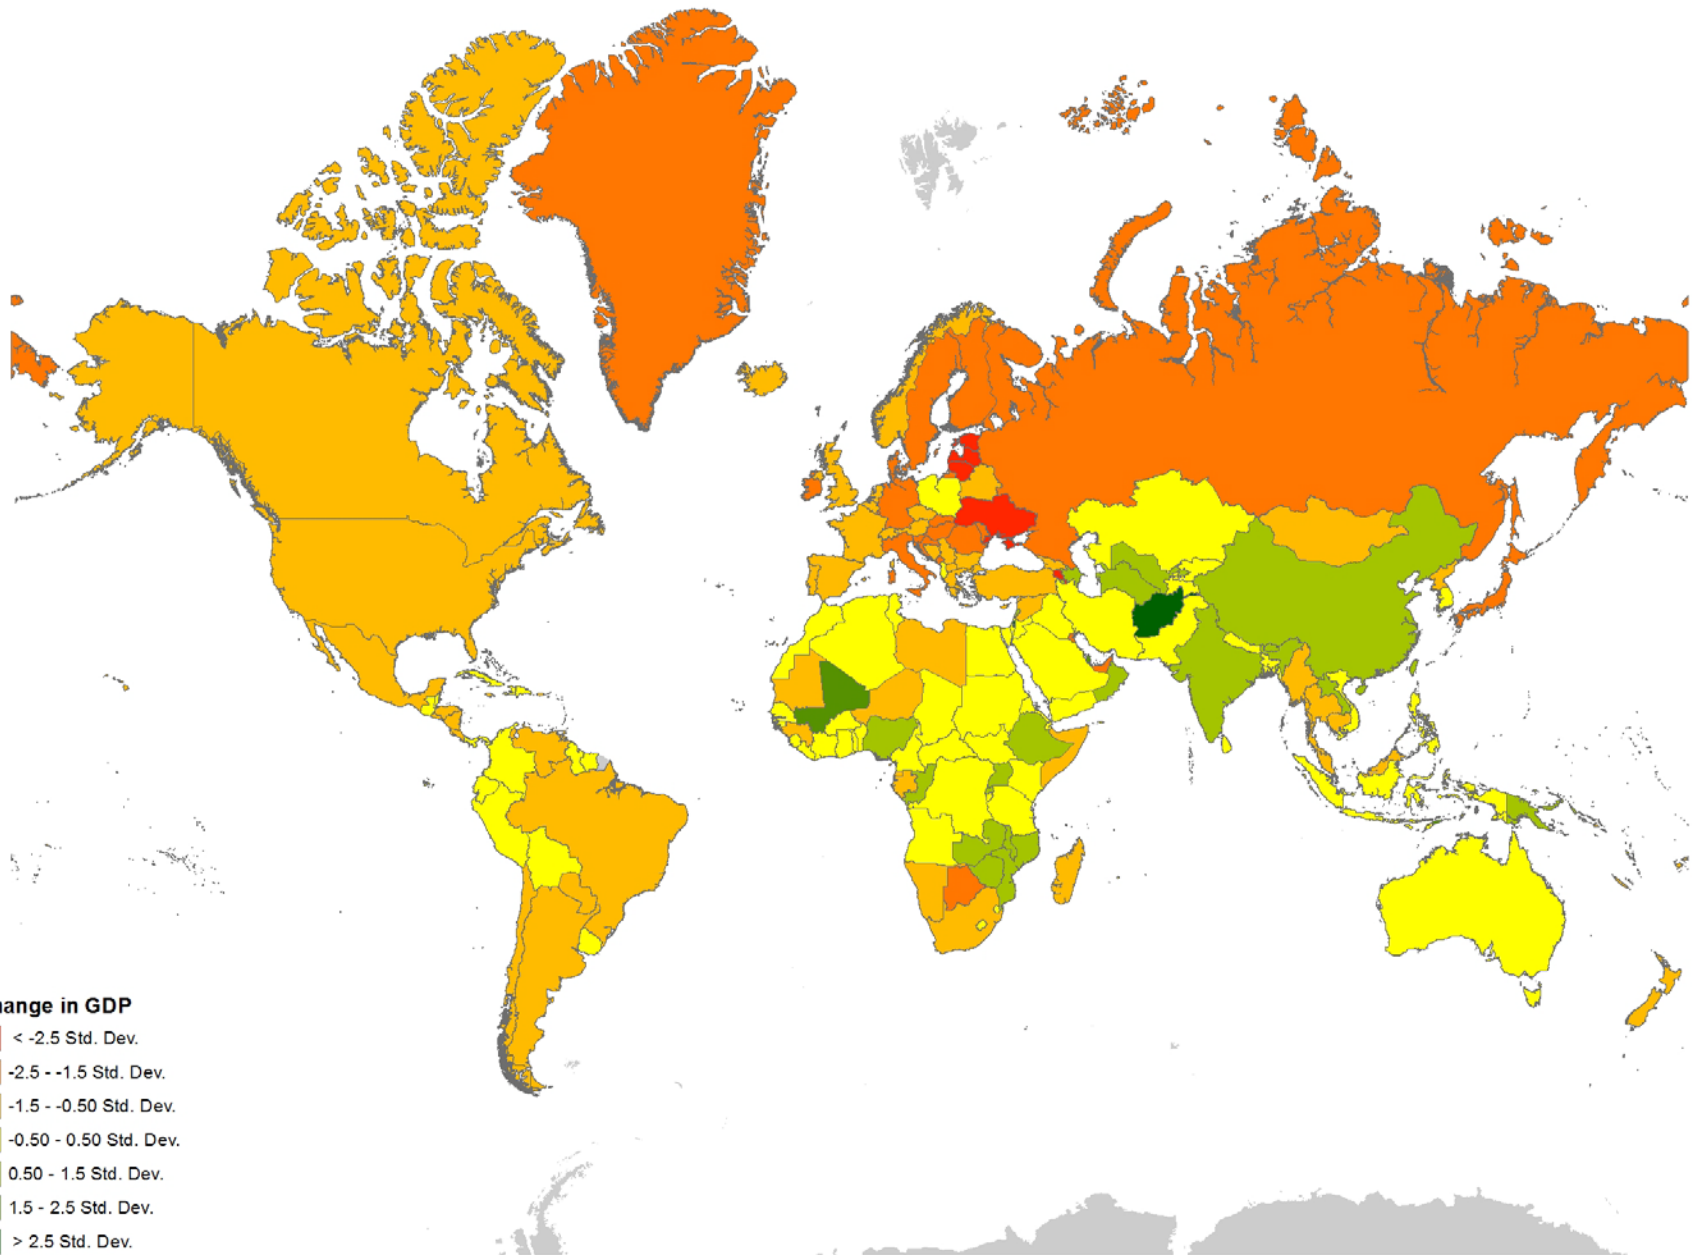 ange in GDP
< -2.5 Std. Dev.
-2.5 - -1.5 Std. Dev.
-1.5 - -0.50 Std. Dev.
-0.50 - 0.50 Std. Dev.
0.50 - 1.5 Std. Dev.
1.5 - 2.5 Std. Dev.
> 2.5 Std. Dev.